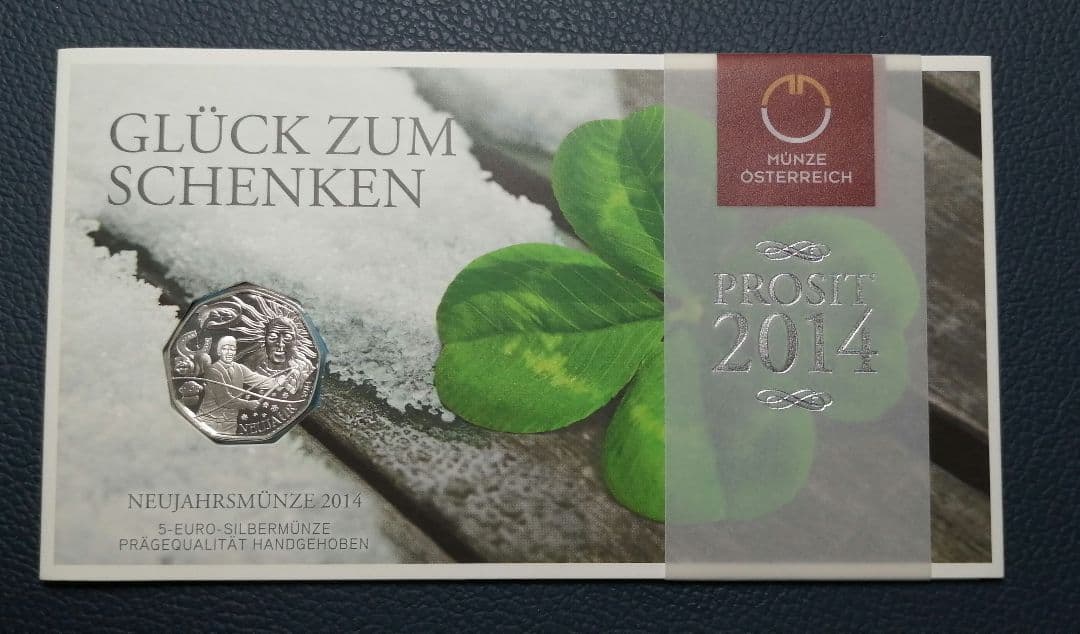 GLÜCK ZUM
SCHENKEN
MÜNZE
ÖSTERREICH
PROSIT
2014
NEUJAHR
NEUJAHRSMÜNZE 2014
5-EURO-SILBERMÜNZE
PRÄGEQUALITÄT HANDGEHOBEN